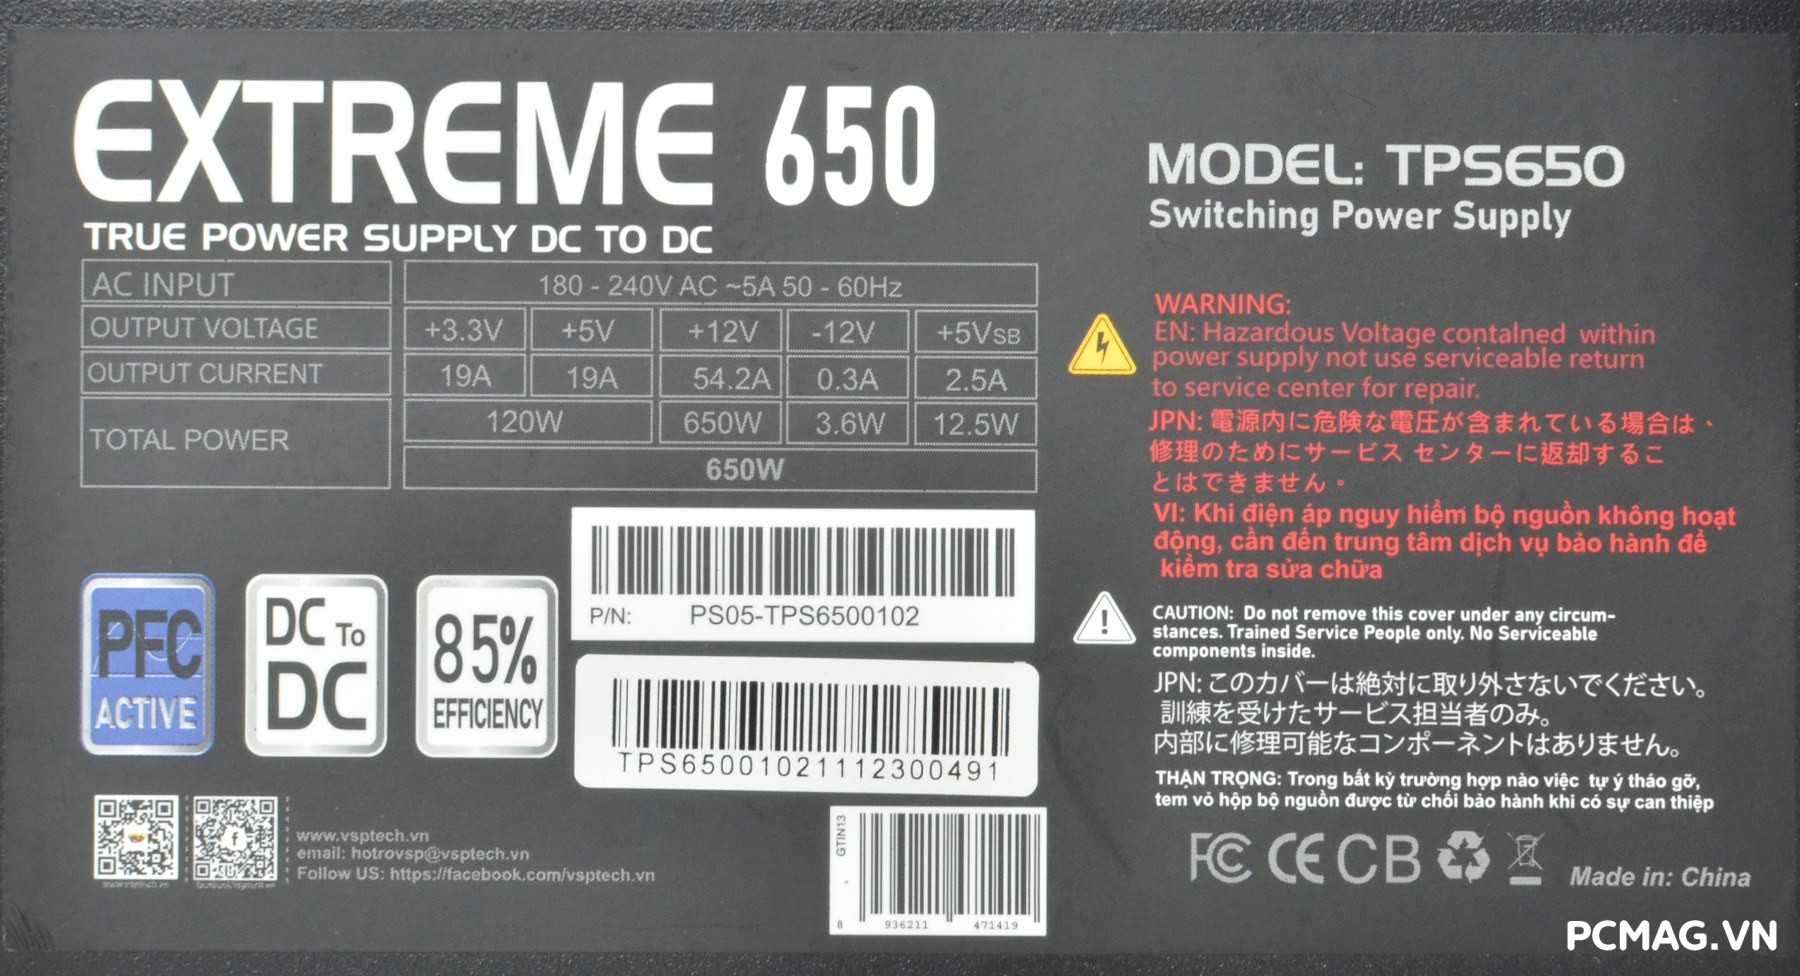 EXTREME 650
TRUE POWER SUPPLY DC TO DC
AC INPUT 180 - 240V AC ~5A 50 - 60Hz
OUTPUT VOLTAGE +3.3V +5V +12V -12V +5VSB
OUTPUT CURRENT 19A 19A 54.2A 0.3A 2.5A
TOTAL POWER 120W 650W 3.6W 12.5W
650W
PFC
ACTIVE
DC To
DC
85%
EFFICIENCY
P/N: PS05-TPS6500102
TPS65001021112300491
GTIN13
8 936211 471419
www.vsptech.vn
facebook/vsptech.vn
www.vsptech.vn
email: hotrovsp@vsptech.vn
Follow US: https://facebook.com/vsptech.vn
MODEL: TPS650
Switching Power Supply
WARNING:
EN: Hazardous Voltage contalned within
power supply not use serviceable return
to service center for repair.
JPN: 電源内に危険な電圧が含まれている場合は、
修理のためにサービス センターに返却するこ
とはできません。
VI: Khi điện áp nguy hiểm bộ nguồn không hoạt
động, cần đến trung tâm dịch vụ bảo hành để
kiểm tra sửa chữa
CAUTION: Do not remove this cover under any circum-
stances. Trained Service People only. No Serviceable
components inside.
JPN: このカバーは絶対に取り外さないでください。
訓練を受けたサービス担当者のみ。
内部に修理可能なコンポーネントはありません。
THẬN TRỌNG: Trong bất kỳ trường hợp nào việc tự ý tháo gỡ,
tem vỏ hộp bộ nguồn được từ chối bảo hành khi có sự can thiệp
FC CE CB
Made in: China
PCMAG.VN